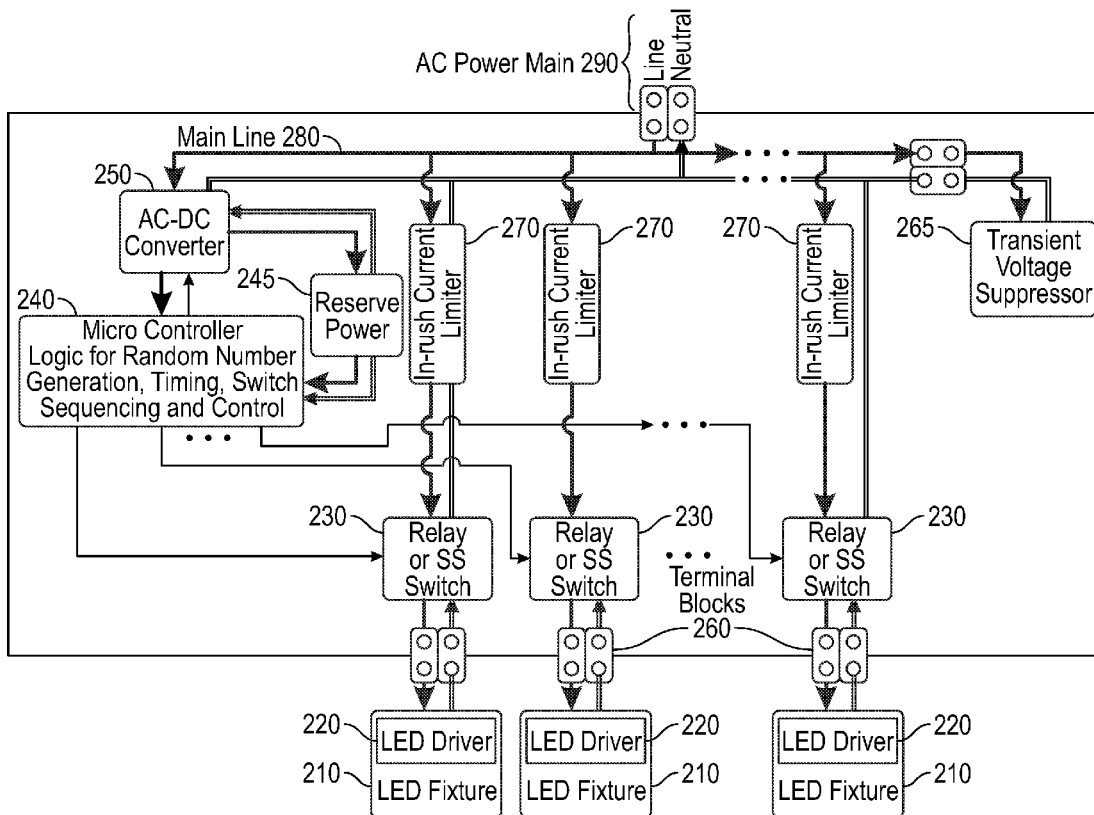 AC Power Main 290
Line
Neutral
Main Line 280
250
AC-DC
Converter
270
270
270
265
Transient
Voltage
Suppressor
245
Reserve
Power
In-rush Current
Limiter
In-rush Current
Limiter
In-rush Current
Limiter
240
Micro Controller
Logic for Random Number
Generation, Timing, Switch
Sequencing and Control
230
Relay
or SS
Switch
230
Relay
or SS
Switch
230
Relay
or SS
Switch
Terminal
Blocks
260
220
LED Driver
220
LED Driver
220
LED Driver
210
LED Fixture
210
LED Fixture
210
LED Fixture